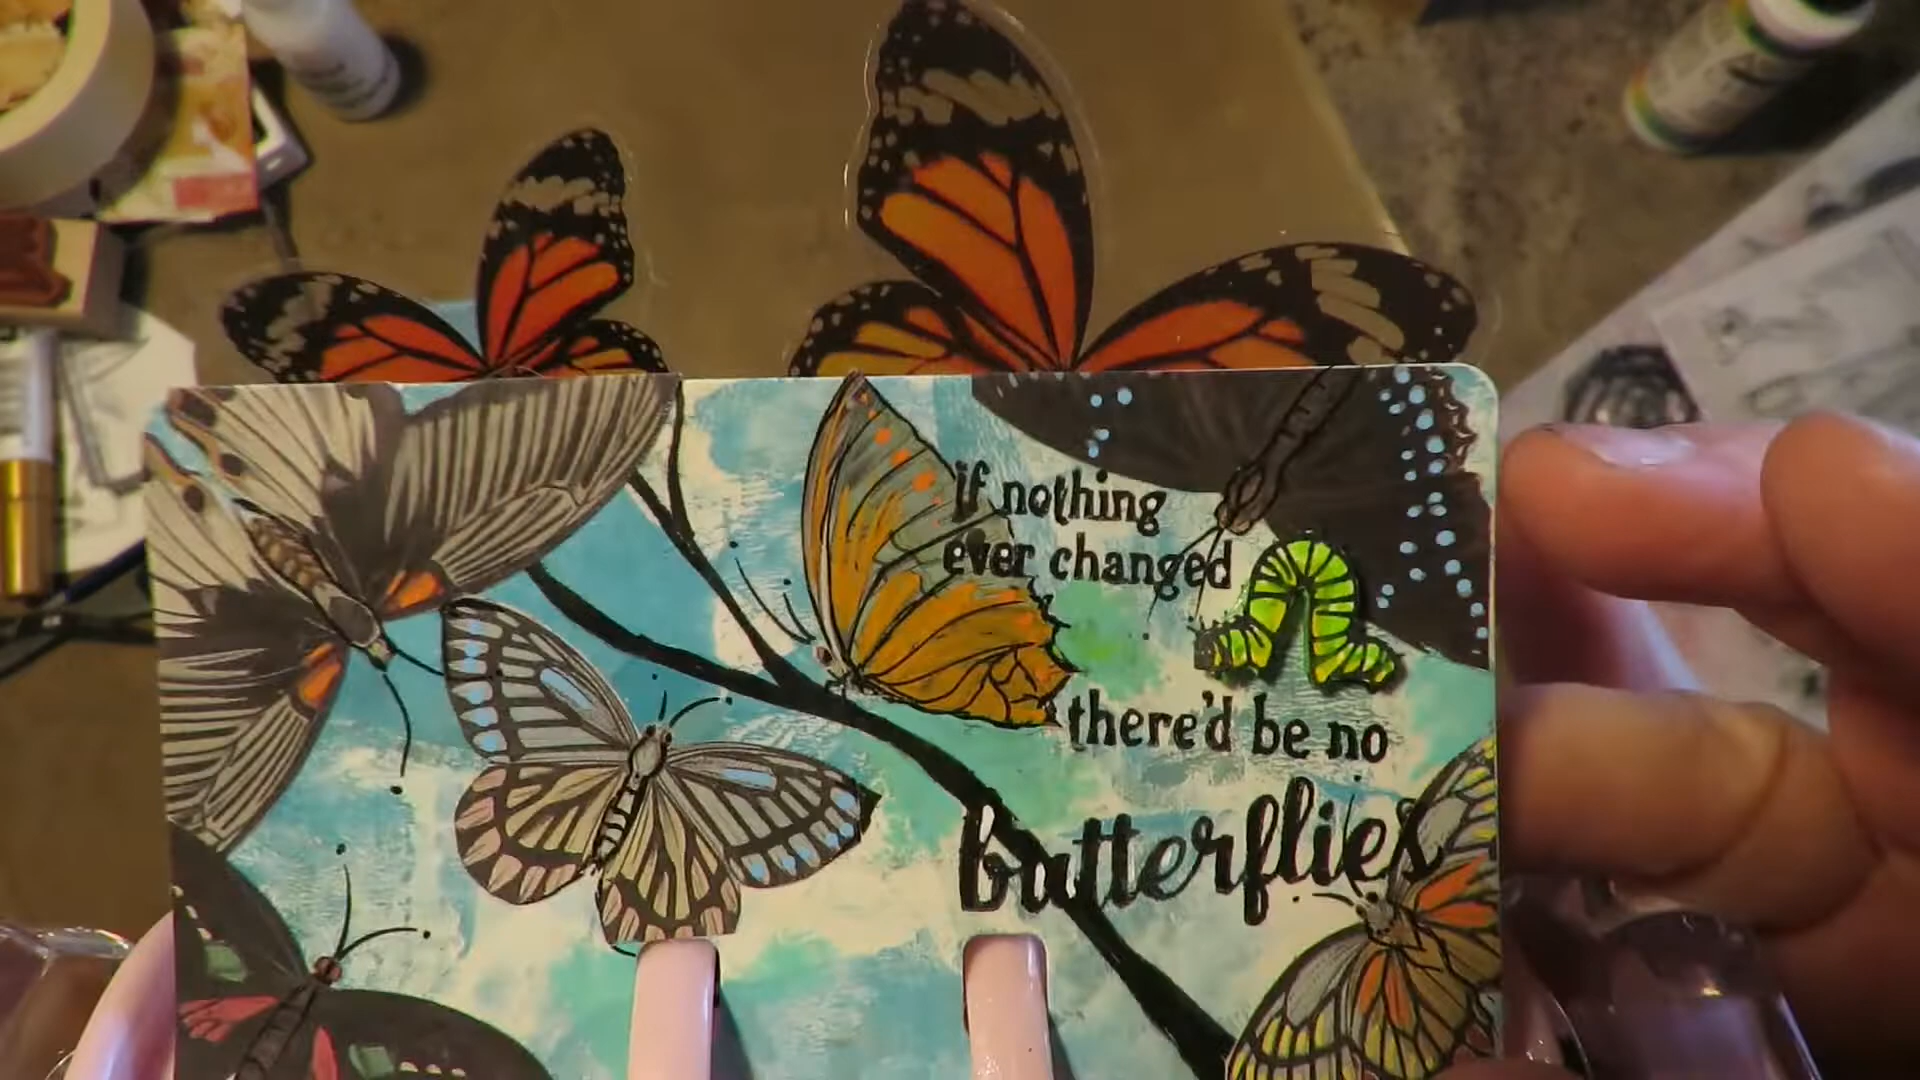 if nothing
ever changed
there'd be no
butterflies